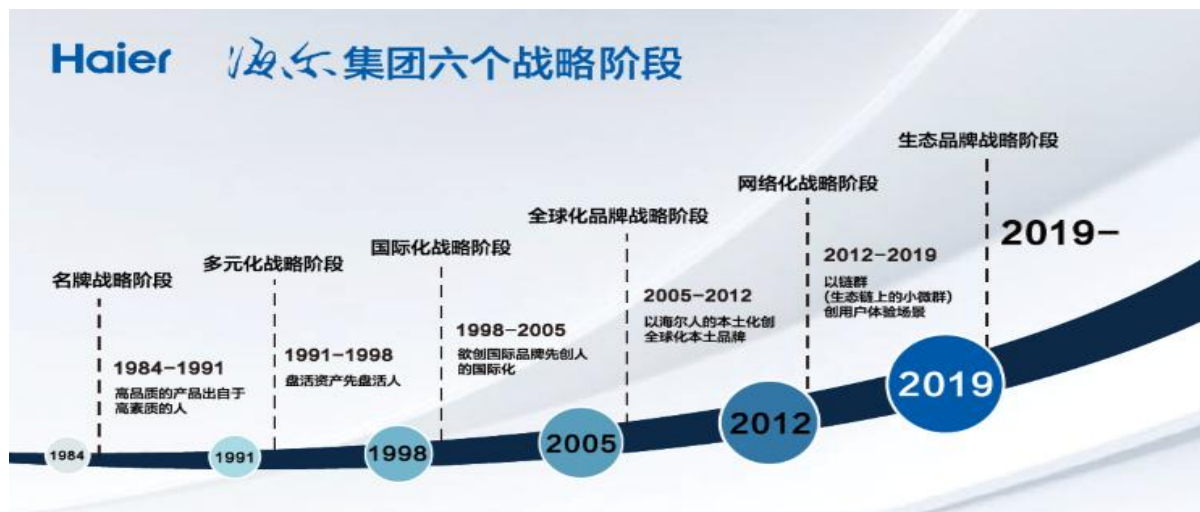 Haier 海尔集团六个战略阶段
名牌战略阶段
1984-1991
高品质的产品出自于
高素质的人
1984
多元化战略阶段
1991-1998
盘活资产先盘活人
1991
国际化战略阶段
1998-2005
欲创国际品牌先创人
的国际化
1998
全球化品牌战略阶段
2005-2012
以海尔人的本土化创
全球化本土品牌
2005
网络化战略阶段
2012-2019
以链群
(生态链上的小微群)
创用户体验场景
2012
生态品牌战略阶段
2019-
2019